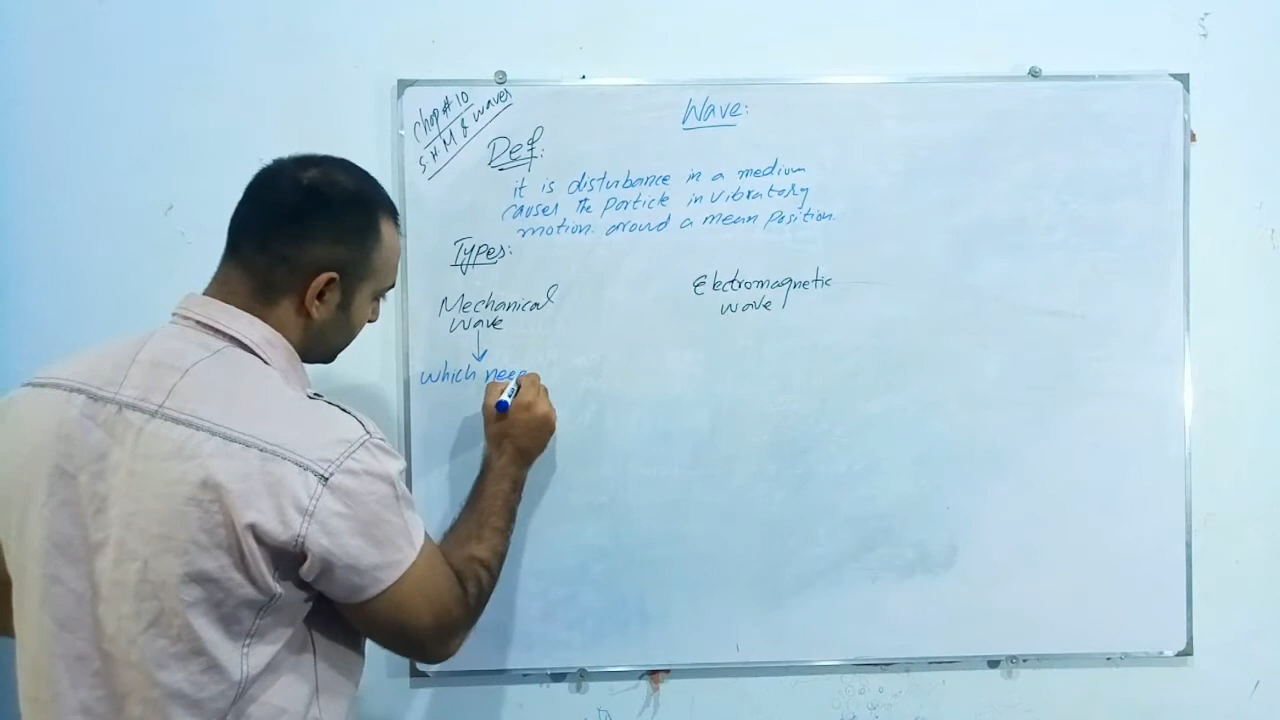 Chap# 10
S.H.M & waves
Wave:
Def:
it is disturbance in a medium
causes the particle in vibratory
motion. around a mean position.
Types:
Mechanical
wave
Electromagnetic
wave
which need